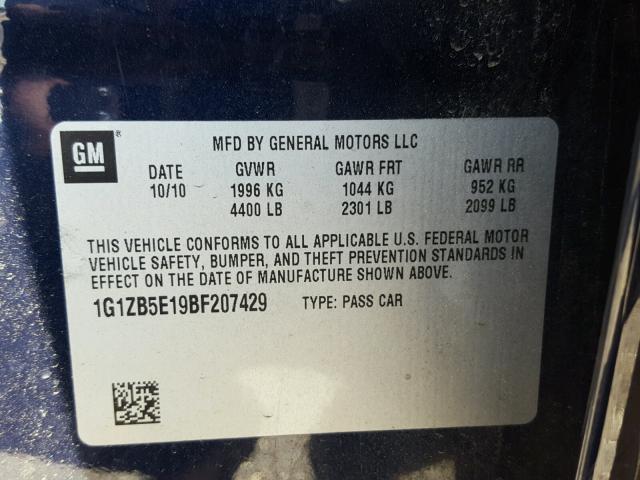 GM ®
MFD BY GENERAL MOTORS LLC
DATE GVWR GAWR FRT GAWR RR
10/10 1996 KG 1044 KG 952 KG
4400 LB 2301 LB 2099 LB
THIS VEHICLE CONFORMS TO ALL APPLICABLE U.S. FEDERAL MOTOR
VEHICLE SAFETY, BUMPER, AND THEFT PREVENTION STANDARDS IN
EFFECT ON THE DATE OF MANUFACTURE SHOWN ABOVE.
1G1ZB5E19BF207429 TYPE: PASS CAR